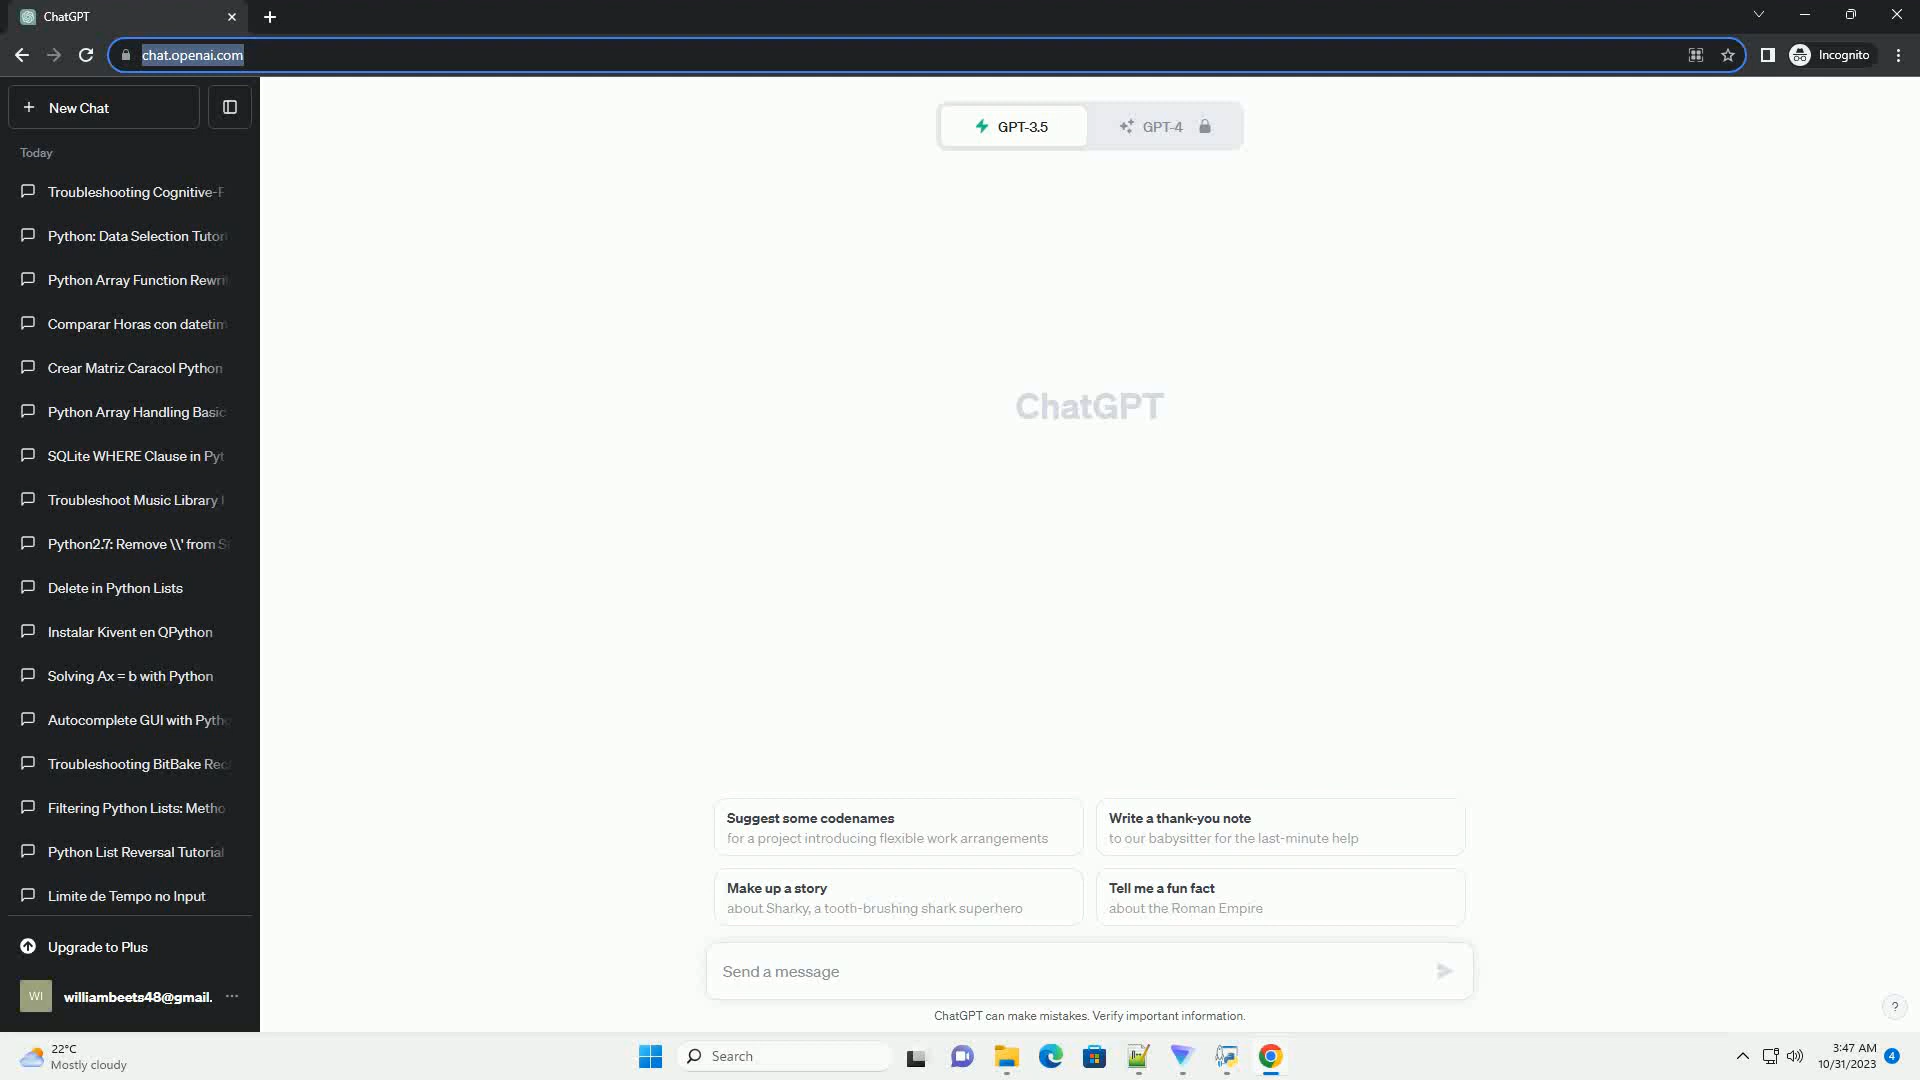 ChatGPT
chat.openai.com
Incognito
New Chat
Today
Troubleshooting Cognitive-
Python: Data Selection Tutor
Python Array Function Rewri
Comparar Horas con datetim
Crear Matriz Caracol Python
Python Array Handling Basic
SQLite WHERE Clause in Pyt
Troubleshoot Music Library
Python2.7: Remove \\' from S
Delete in Python Lists
Instalar Kivent en QPython
Solving Ax = b with Python
Autocomplete GUI with Pytho
Troubleshooting BitBake Rec
Filtering Python Lists: Metho
Python List Reversal Tutorial
Limite de Tempo no Input
Upgrade to Plus
WI
williambeets48@gmail.
GPT-3.5
GPT-4
ChatGPT
Suggest some codenames
for a project introducing flexible work arrangements
Write a thank-you note
to our babysitter for the last-minute help
Make up a story
about Sharky, a tooth-brushing shark superhero
Tell me a fun fact
about the Roman Empire
Send a message
ChatGPT can make mistakes. Verify important information.
?
22°C
Mostly cloudy
Search
3:47 AM
10/31/2023
4